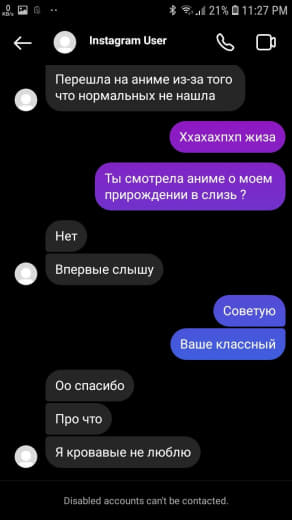 0
KB/s
21% 11:27 PM
Instagram User
Перешла на аниме из-за того
что нормальных не нашла
Ххахахпхп жиза
Ты смотрела аниме о моем
прирождении в слизь ?
Нет
Впервые слышу
Советую
Ваше классный
Оо спасибо
Про что
Я кровавые не люблю
Disabled accounts can't be contacted.